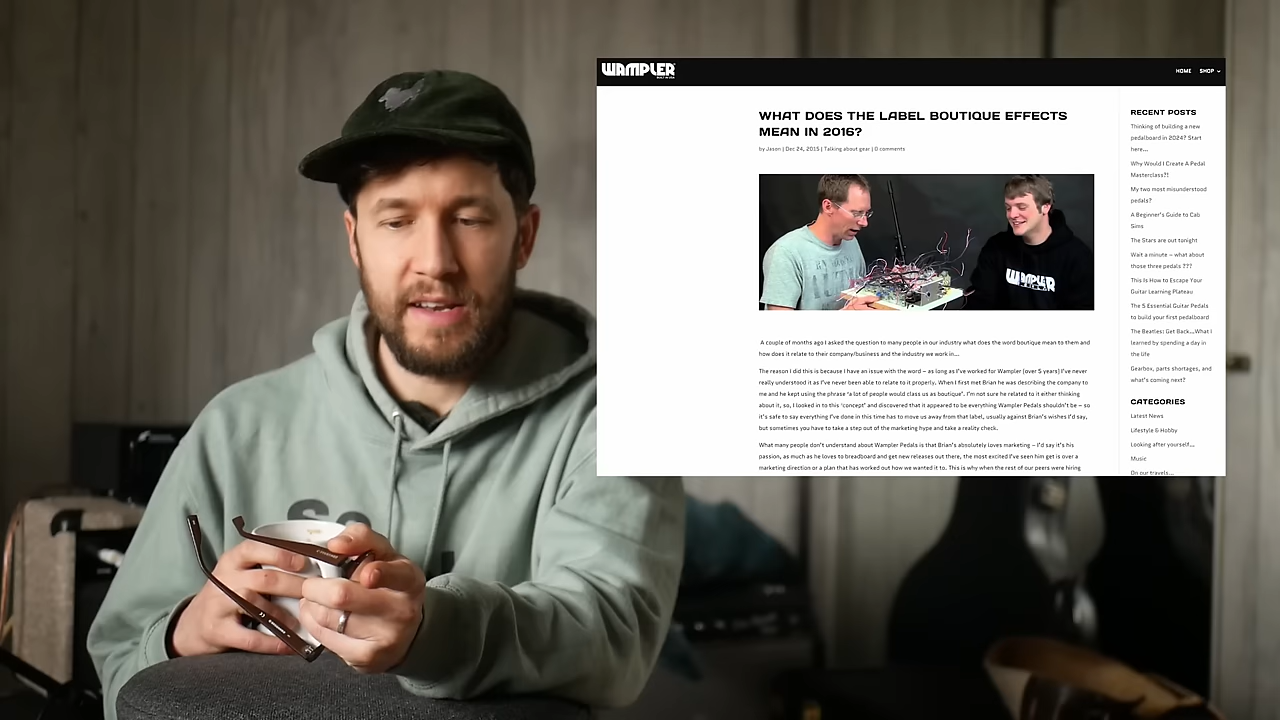 WAMPLER
HOME SHOP
WHAT DOES THE LABEL BOUTIQUE EFFECTS
MEAN IN 2016?
by Jason | Dec 24, 2015 | Talking about gear | 0 comments
WAMPLER
A couple of months ago I asked the question to many people in our industry what does the word boutique mean to them and
how does it relate to their company/business and the industry we work in...
The reason I did this is because I have an issue with the word – as long as I've worked for Wampler (over 5 years) I've never
really understood it as I've never been able to relate to it properly. When I first met Brian he was describing the company to
me and he kept using the phrase 'a lot of people would class us as boutique'. I'm not sure he related to it either thinking
about it, so, I looked in to this 'concept' and discovered that it appeared to be everything Wampler Pedals shouldn't be – so
it's safe to say everything I've done in this time has to move us away from that label, usually against Brian's wishes I'd say,
but sometimes you have to take a step out of the marketing hype and take a reality check.
What many people don't understand about Wampler Pedals is that Brian's absolutely loves marketing – I'd say it's his
passion, as much as he loves to breadboard and get new releases out there, the most excited I've seen him get is over a
marketing direction or a plan that has worked out how we wanted it to. This is why when the rest of our peers were hiring
RECENT POSTS
Thinking of building a new
pedalboard in 2024? Start
here...
Why Would I Create A Pedal
Masterclass?!
My two most misunderstood
pedals?
A Beginner's Guide to Cab
Sims
The Stars are out tonight
Wait a minute – what about
those three pedals ???
This Is How to Escape Your
Guitar Learning Plateau
The 5 Essential Guitar Pedals
to build your first pedalboard
The Beatles: Get Back...What I
learned by spending a day in
the life
Gearbox, parts shortages, and
what's coming next?
CATEGORIES
Latest News
Lifestyle & Hobby
Looking after yourself...
Music
On our travels...
So